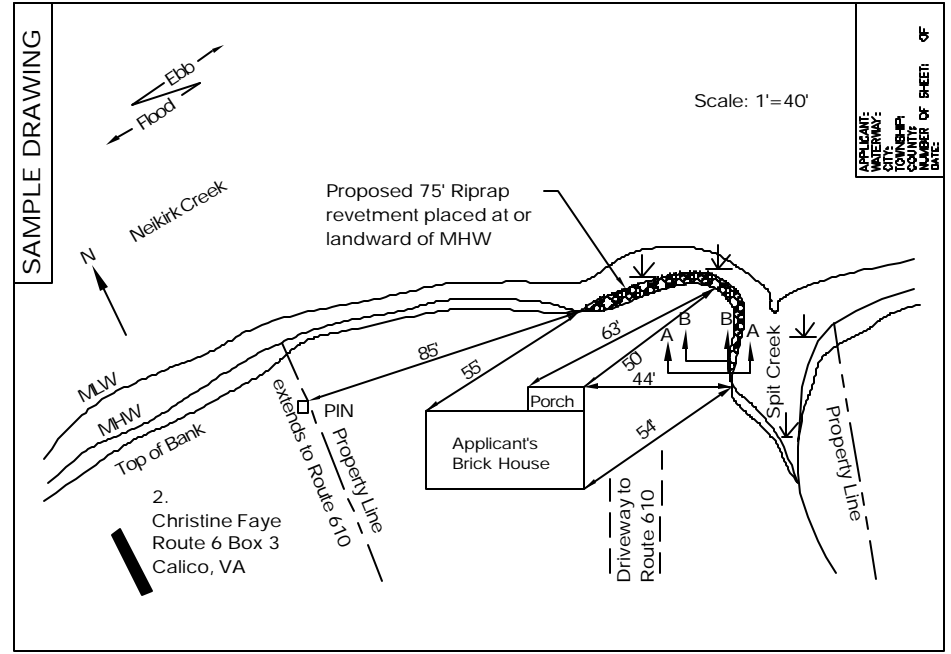 SAMPLE DRAWING
Ebb
Flood
Scale: 1'=40'
APPLICANT:
WATERWAY:
CITY:
TOWNSHIP:
COUNTY:
NUMBER OF SHEET: OF
DATE:
N
Neikirk Creek
Proposed 75' Riprap
revetment placed at or
landward of MHW
MLW
MHW
Top of Bank
85'
55'
63'
50'
44'
54'
A
B
B
A
Spit Creek
Porch
Applicant's
Brick House
PIN
Property Line
extends to Route 610
Driveway to
Route 610
Property Line
2.
Christine Faye
Route 6 Box 3
Calico, VA